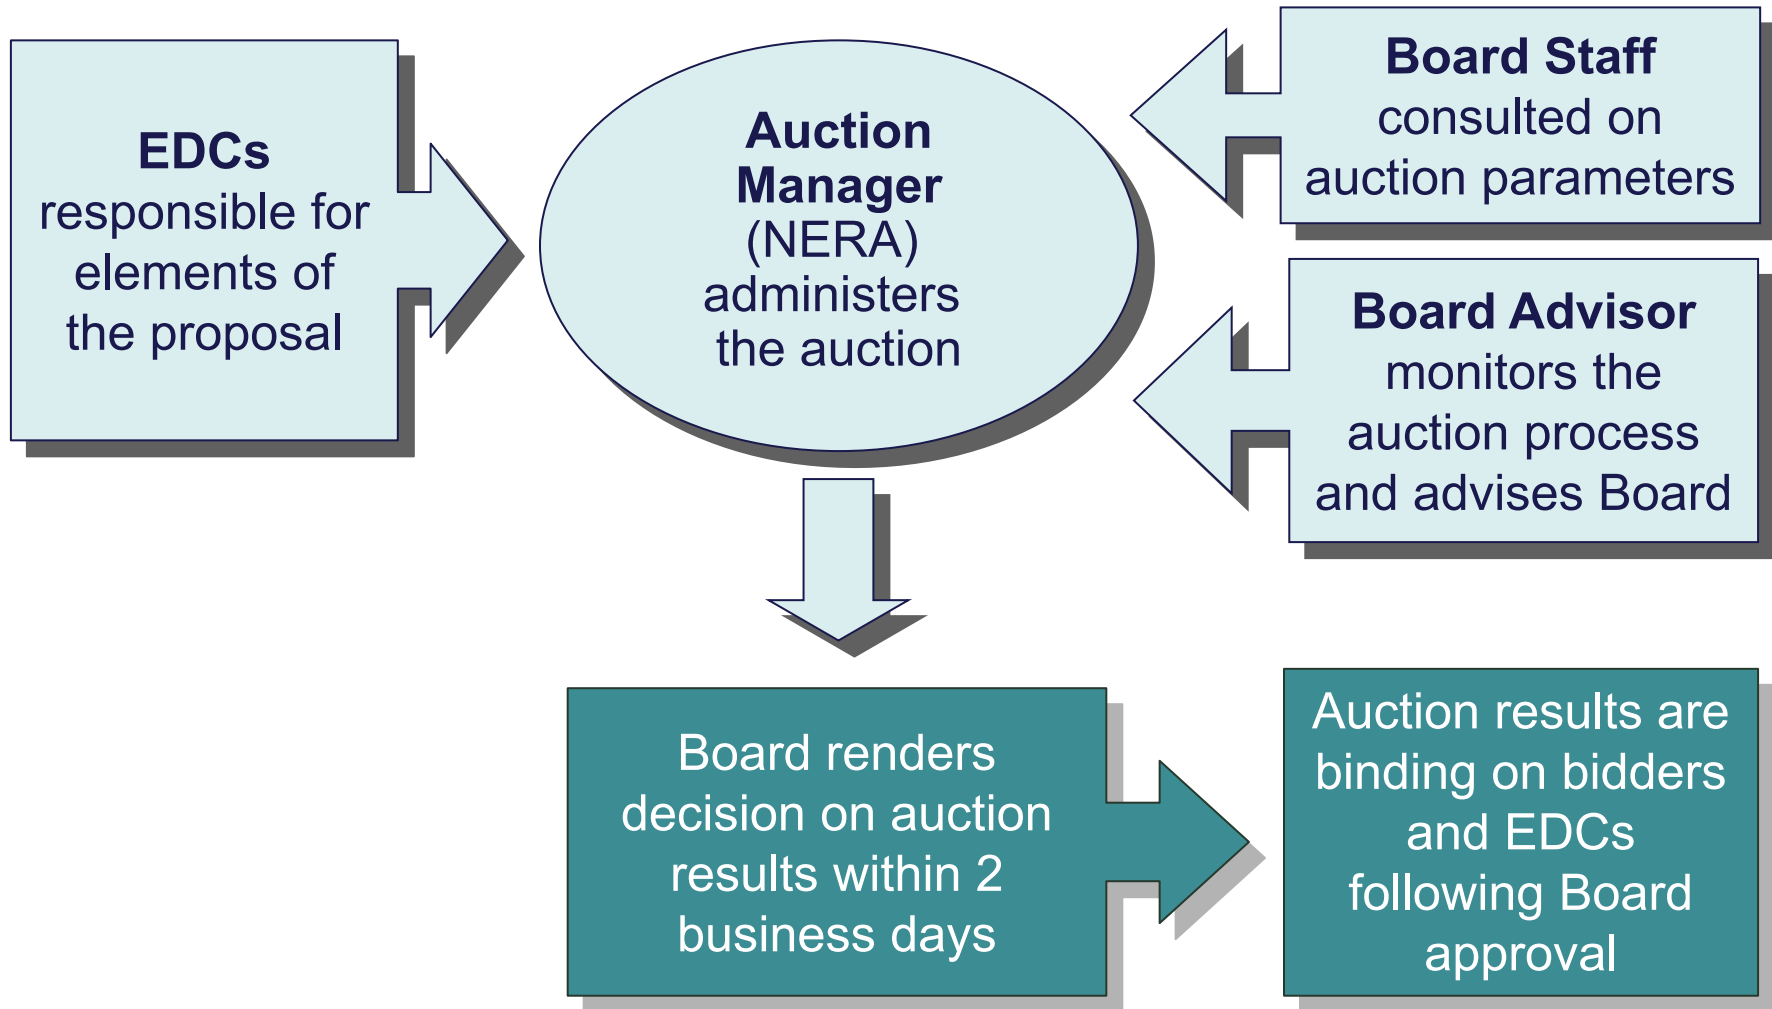 EDCs
responsible for
elements of
the proposal
Auction
Manager
(NERA)
administers
the auction
Board Staff
consulted on
auction parameters
Board Advisor
monitors the
auction process
and advises Board
Board renders
decision on auction
results within 2
business days
Auction results are
binding on bidders
and EDCs
following Board
approval